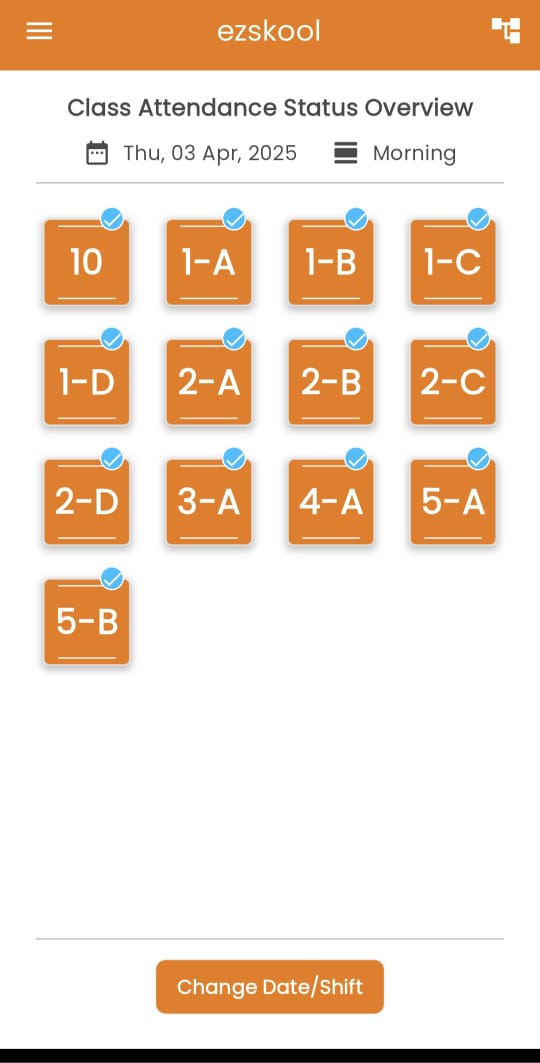 ezskool
Class Attendance Status Overview
Thu, 03 Apr, 2025 Morning
10 1-A 1-B 1-C
1-D 2-A 2-B 2-C
2-D 3-A 4-A 5-A
5-B
Change Date/Shift